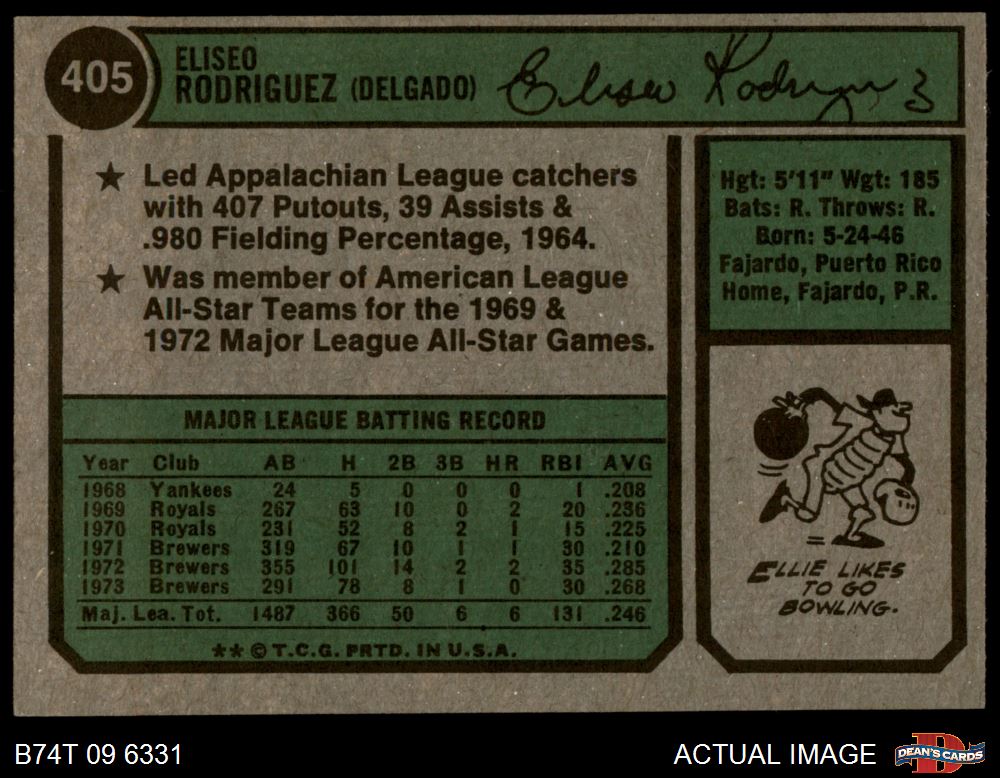 405
ELISEO
RODRIGUEZ (DELGADO)
Eliseo Rodriguez
★ Led Appalachian League catchers
with 407 Putouts, 39 Assists &
.980 Fielding Percentage, 1964.
★ Was member of American League
All-Star Teams for the 1969 &
1972 Major League All-Star Games.
Hgt: 5'11" Wgt: 185
Bats: R. Throws: R.
Born: 5-24-46
Fajardo, Puerto Rico
Home, Fajardo, P.R.
MAJOR LEAGUE BATTING RECORD
Year Club AB H 2B 3B HR RBI AVG
1968 Yankees 24 5 0 0 0 1 .208
1969 Royals 267 63 10 0 2 20 .236
1970 Royals 231 52 8 2 1 15 .225
1971 Brewers 319 67 10 1 1 30 .210
1972 Brewers 355 101 14 2 2 35 .285
1973 Brewers 291 78 8 1 0 30 .268
Maj. Lea. Tot. 1487 366 50 6 6 131 .246
** © T.C.G. PRTD. IN U.S.A.
ELLIE LIKES
TO GO
BOWLING.
B74T 09 6331
ACTUAL IMAGE
DEAN'S CARDS